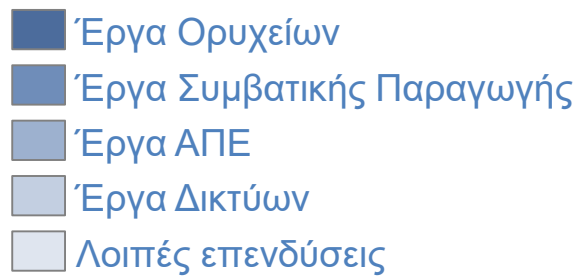 Έργα Ορυχείων
Έργα Συμβατικής Παραγωγής
Έργα ΑΠΕ
Έργα Δικτύων
Λοιπές επενδύσεις